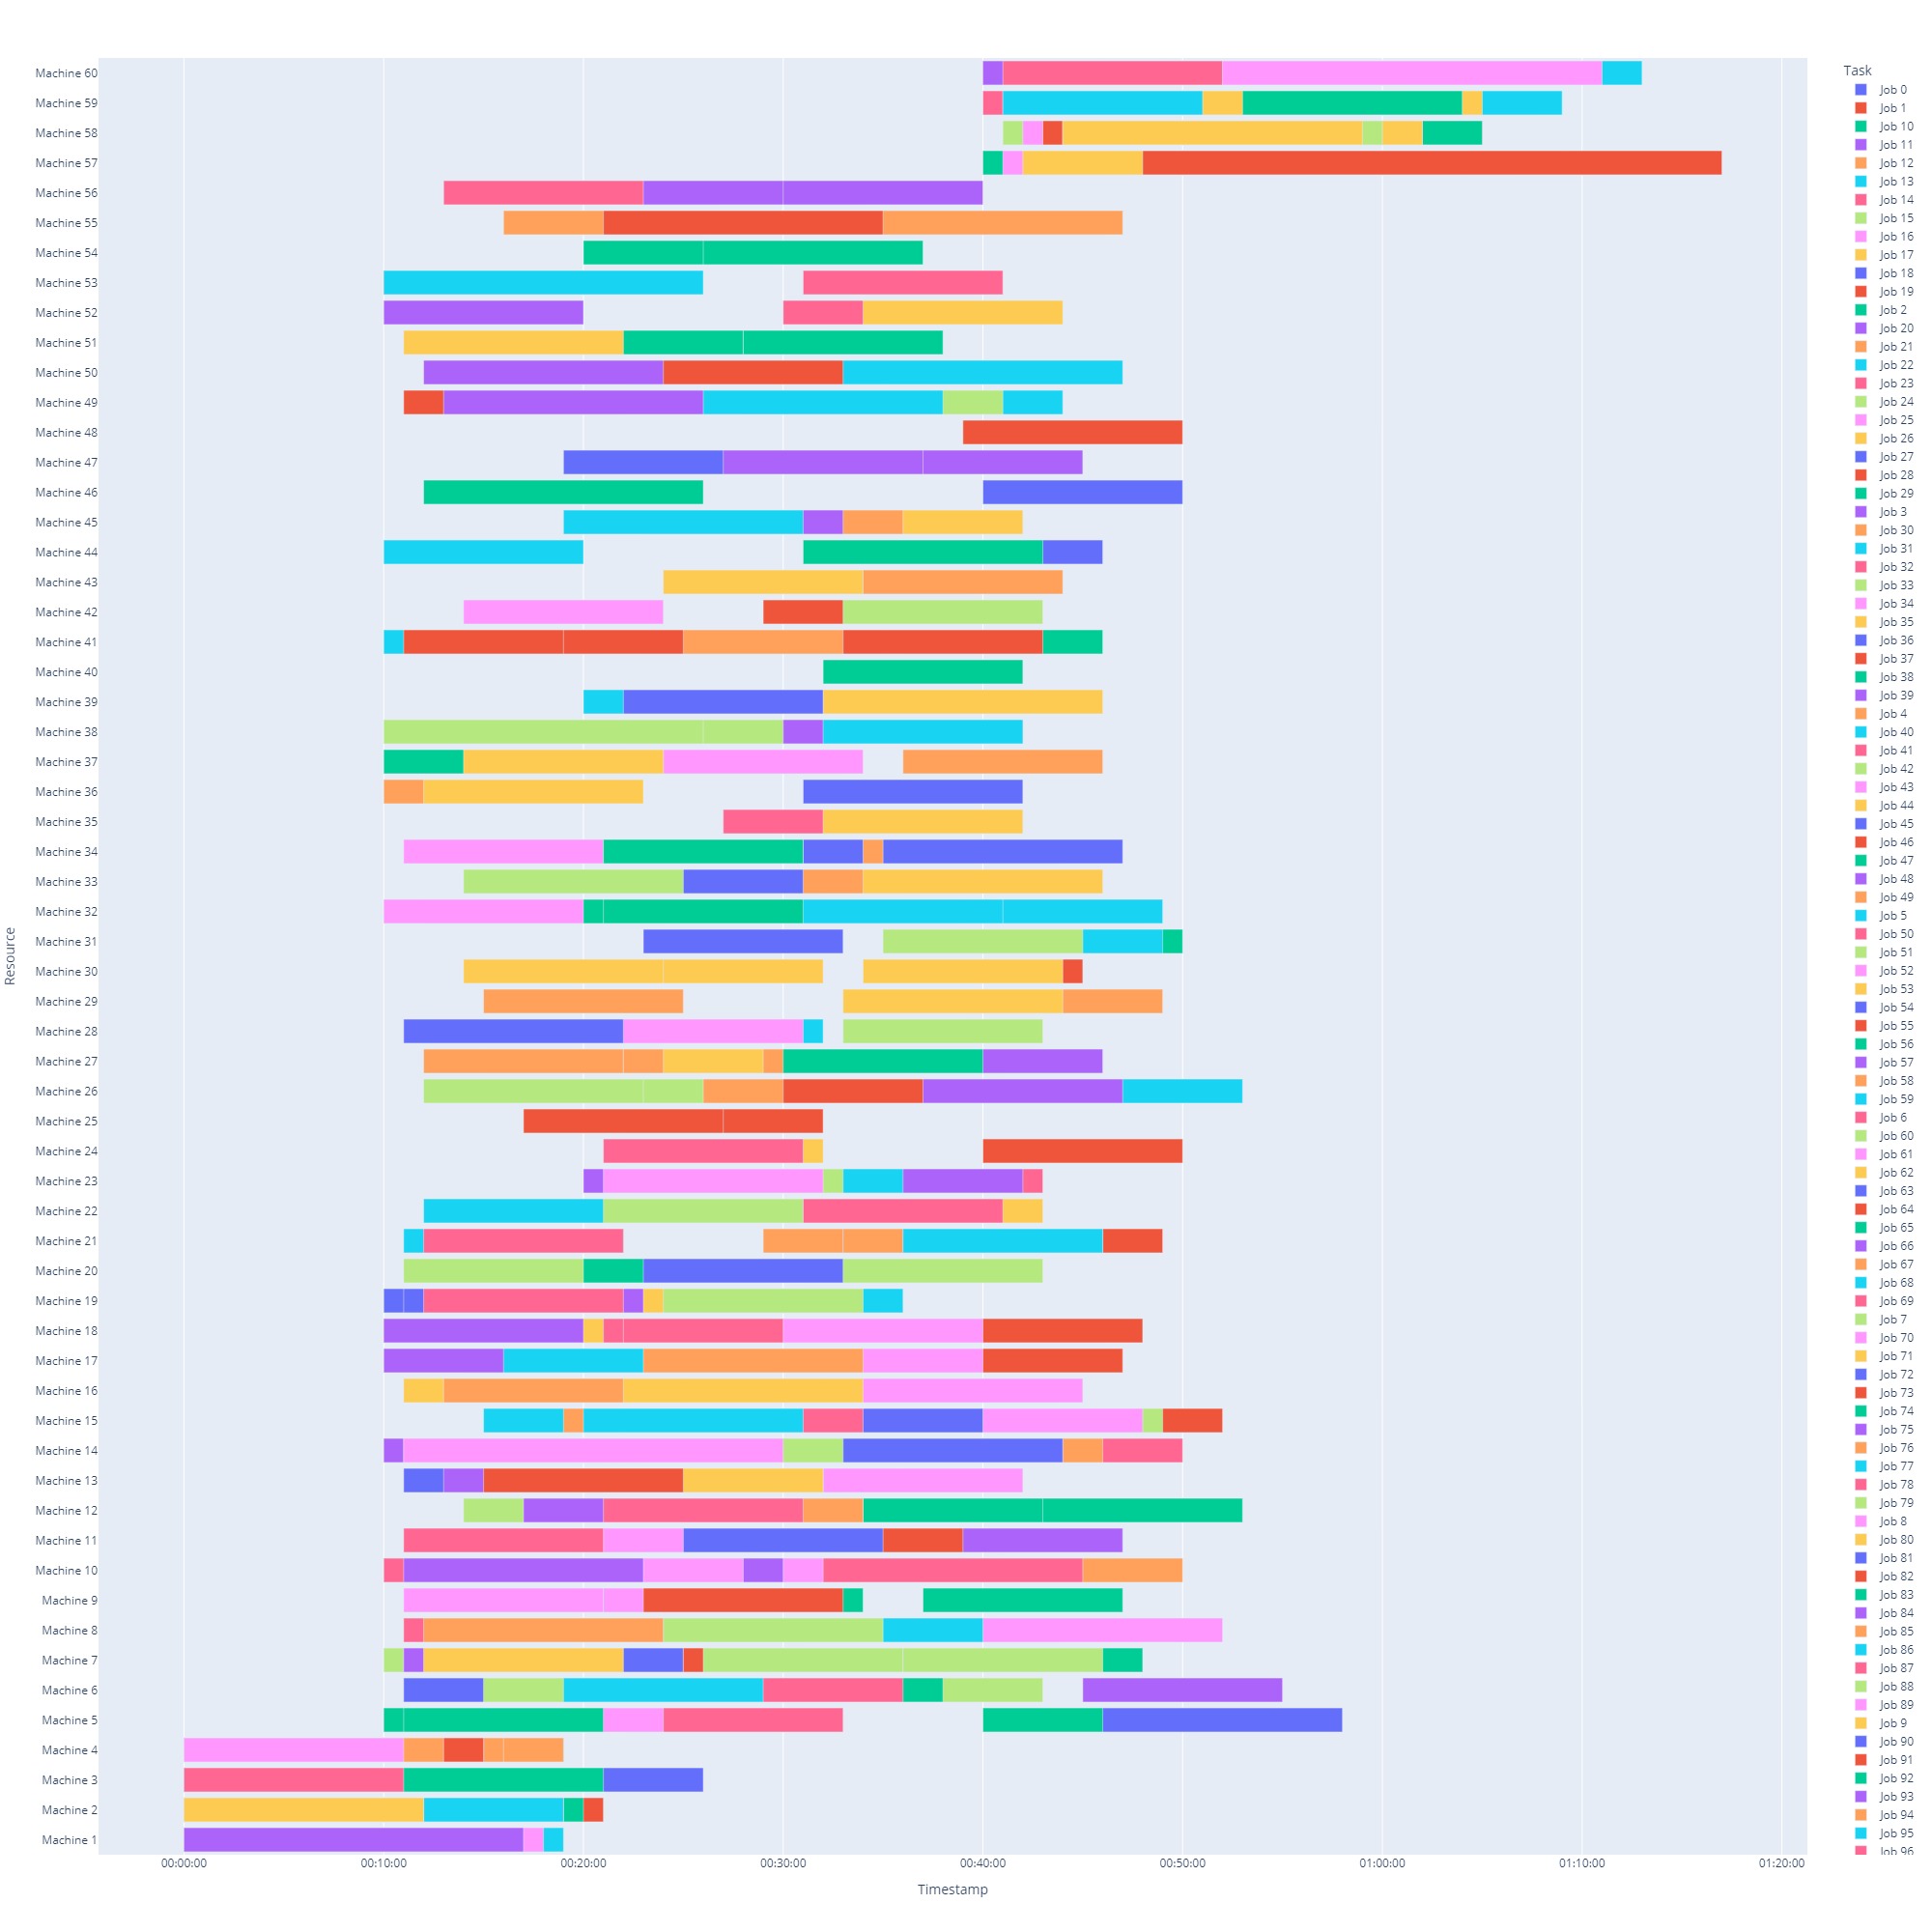 Machine 60
Machine 59
Machine 58
Machine 57
Machine 56
Machine 55
Machine 54
Machine 53
Machine 52
Machine 51
Machine 50
Machine 49
Machine 48
Machine 47
Machine 46
Machine 45
Machine 44
Machine 43
Machine 42
Machine 41
Machine 40
Machine 39
Machine 38
Machine 37
Machine 36
Machine 35
Machine 34
Machine 33
Machine 32
Machine 31
Machine 30
Machine 29
Machine 28
Machine 27
Machine 26
Machine 25
Machine 24
Machine 23
Machine 22
Machine 21
Machine 20
Machine 19
Machine 18
Machine 17
Machine 16
Machine 15
Machine 14
Machine 13
Machine 12
Machine 11
Machine 10
Machine 9
Machine 8
Machine 7
Machine 6
Machine 5
Machine 4
Machine 3
Machine 2
Machine 1
Resource
00:00:00
00:10:00
00:20:00
00:30:00
00:40:00
00:50:00
01:00:00
01:10:00
01:20:00
Timestamp
Task
Job 0
Job 1
Job 10
Job 11
Job 12
Job 13
Job 14
Job 15
Job 16
Job 17
Job 18
Job 19
Job 2
Job 20
Job 21
Job 22
Job 23
Job 24
Job 25
Job 26
Job 27
Job 28
Job 29
Job 3
Job 30
Job 31
Job 32
Job 33
Job 34
Job 35
Job 36
Job 37
Job 38
Job 39
Job 4
Job 40
Job 41
Job 42
Job 43
Job 44
Job 45
Job 46
Job 47
Job 48
Job 49
Job 5
Job 50
Job 51
Job 52
Job 53
Job 54
Job 55
Job 56
Job 57
Job 58
Job 59
Job 6
Job 60
Job 61
Job 62
Job 63
Job 64
Job 65
Job 66
Job 67
Job 68
Job 69
Job 7
Job 70
Job 71
Job 72
Job 73
Job 74
Job 75
Job 76
Job 77
Job 78
Job 79
Job 8
Job 80
Job 81
Job 82
Job 83
Job 84
Job 85
Job 86
Job 87
Job 88
Job 89
Job 9
Job 90
Job 91
Job 92
Job 93
Job 94
Job 95
Job 96